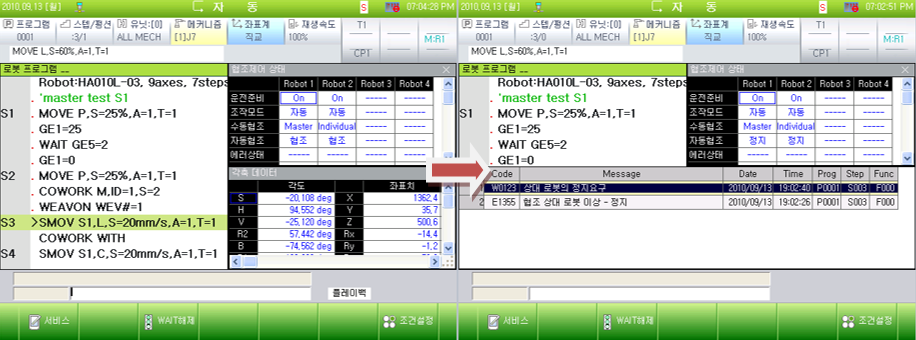 2010.09.13 [월] 자 동 S 07:04:28 PM
프로그램 스텝/펑션 유닛:[0] 메커니즘 좌표계 재생속도 T1
0001 :3/1 ALL MECH [1]J7 직교 100% CP1 M:R1
MOVE L,S=60%,A=1,T=1
로봇 프로그램 __
Robot:HA010L-03, 9axes, 7steps
. 'master test S1
S1 . MOVE P,S=25%,A=1,T=1
. GE1=25
. WAIT GE5=2
. GE1=0
S2 . MOVE P,S=25%,A=1,T=1
. COWORK M,ID=1,S=2
. WEAVON WEV#=1
S3 >SMOV S1,L,S=20mm/s,A=1,T=1
COWORK WITH
S4 SMOV S1,C,S=20mm/s,A=1,T=1
협조제어 상태
Robot 1 Robot 2 Robot 3 Robot 4
운전준비 On On ----- -----
조작모드 자동 자동 ----- -----
수동협조 Master Individual ----- -----
자동협조 협조 협조 ----- -----
에러상태 ----- ----- ----- -----
각축 데이터
각도 좌표치
S -20,108 deg X 1362,4
H 94,552 deg Y 35,7
V -25,120 deg Z 500,6
R2 57,442 deg Rx -14,4
B -74,562 deg Ry -1,2
플레이백
서비스 WAIT해제 조건설정
2010.09.13 [월] 자 동 S 07:02:51 PM
프로그램 스텝/펑션 유닛:[0] 메커니즘 좌표계 재생속도 T1
0001 :3/0 ALL MECH [1]J7 직교 100% CP1 M:R1
MOVE L,S=60%,A=1,T=1
로봇 프로그램 __
Robot:HA010L-03, 9axes, 7steps
. 'master test S1
S1 . MOVE P,S=25%,A=1,T=1
. GE1=25
. WAIT GE5=2
. GE1=0
협조제어 상태
Robot 1 Robot 2 Robot 3 Robot 4
운전준비 On On ----- -----
조작모드 자동 자동 ----- -----
수동협조 Master Individual ----- -----
자동협조 정지 정지 ----- -----
에러상태 ----- ----- ----- -----
Code Message Date Time Prog Step Func
1 W0123 상대 로봇의 정지요구 2010/09/13 19:02:40 P0001 S003 F000
2 E1355 협조 상대 로봇 이상 - 정지 2010/09/13 19:02:26 P0001 S003 F000
서비스 WAIT해제 조건설정